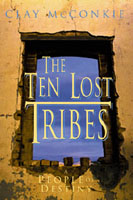 CLAY MCCONKIE
THE
TEN LOST
TRIBES
PEOPLE OF
DESTINY